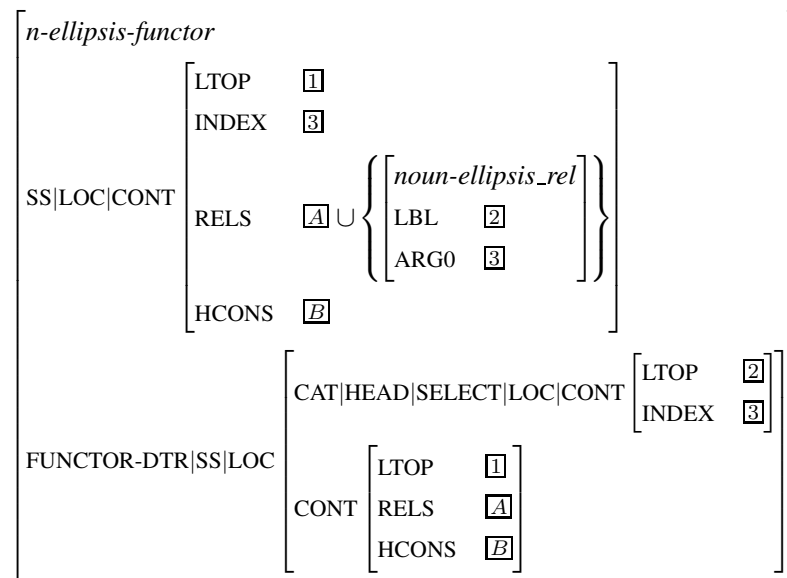 n-ellipsis-functor
SS|LOC|CONT
LTOP 1
INDEX 3
RELS A ∪ { noun-ellipsis_rel
LBL 2
ARG0 3 }
HCONS B
FUNCTOR-DTR|SS|LOC
CAT|HEAD|SELECT|LOC|CONT
LTOP 2
INDEX 3
CONT
LTOP 1
RELS A
HCONS B